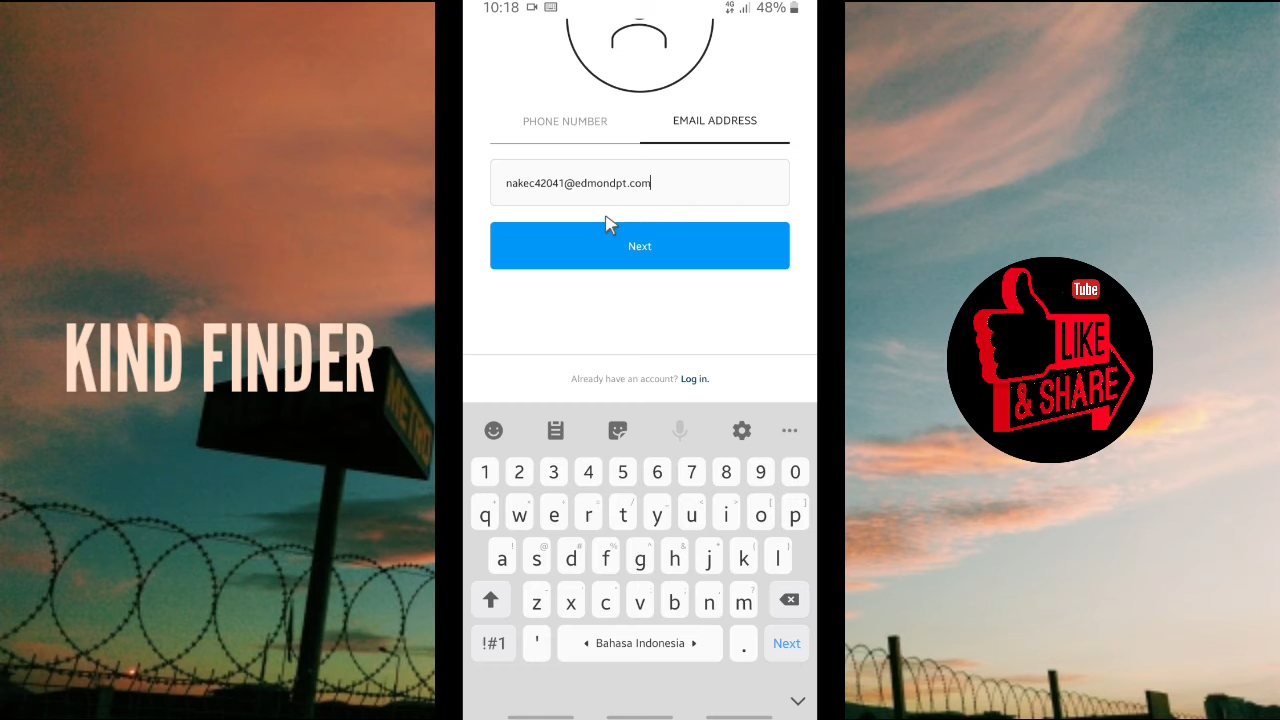 KIND FINDER
10:18
4G
48%
PHONE NUMBER
EMAIL ADDRESS
nakec42041@edmondpt.com
Next
Already have an account? Log in.
1 2 3 4 5 6 7 8 9 0
q w e r t y u i o p
a s d f g h j k l
z x c v b n m
!#1 ' Bahasa Indonesia . Next
Tube
LIKE
& SHARE